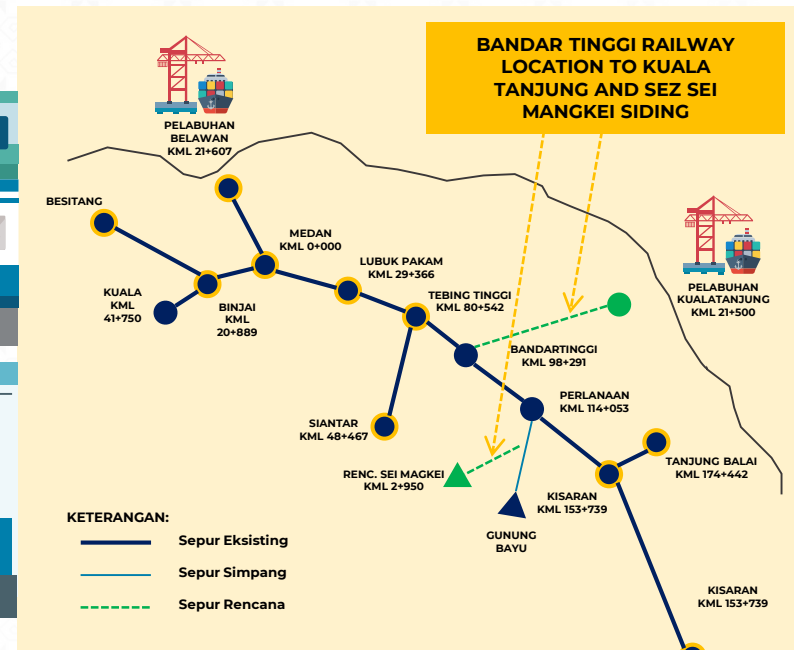 BANDAR TINGGI RAILWAY
LOCATION TO KUALA
TANJUNG AND SEZ SEI
MANGKEI SIDING
PELABUHAN
BELAWAN
KML 21+607
BESITANG
MEDAN
KML 0+000
LUBUK PAKAM
KML 29+366
PELABUHAN
KUALATANJUNG
KML 21+500
KUALA
KML
41+750
BINJAI
KML
20+889
TEBING TINGGI
KML 80+542
BANDARTINGGI
KML 98+291
PERLANAAN
KML 114+053
SIANTAR
KML 48+467
TANJUNG BALAI
KML 174+442
RENC. SEI MAGKEI
KML 2+950
KISARAN
KML 153+739
GUNUNG
BAYU
KETERANGAN:
Sepur Eksisting
Sepur Simpang
Sepur Rencana
KISARAN
KML 153+739